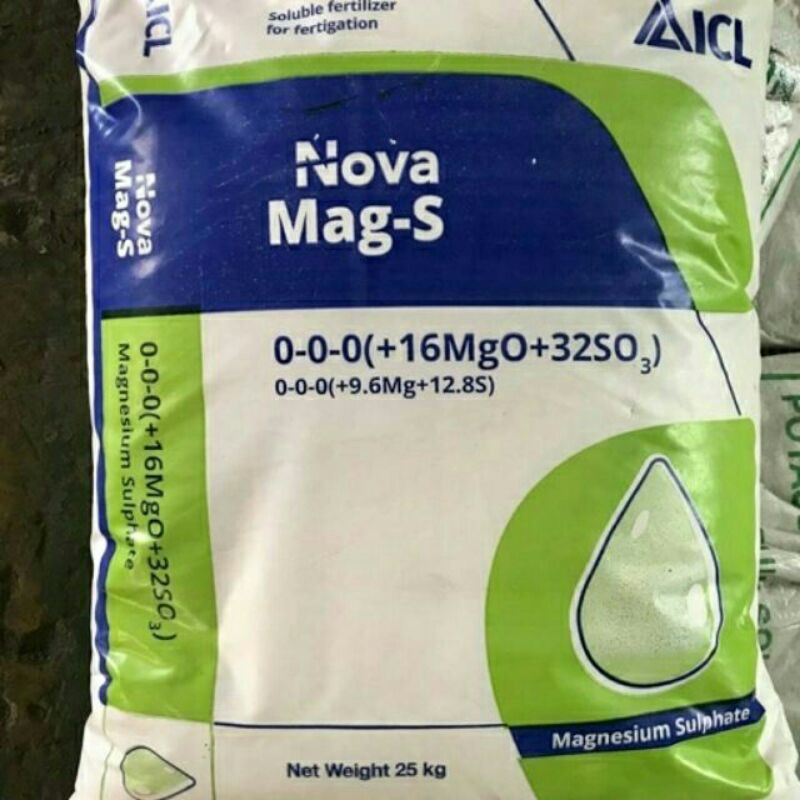 ICL
Soluble fertilizer
for fertigation
ICL
Nova
Mag-S
Nova
Mag-S
0-0-0(+16MgO+32SO₃)
0-0-0(+9.6Mg+12.8S)
0-0-0(+16MgO+32SO₃)
Magnesium Sulphate
Magnesium Sulphate
Net Weight 25 kg